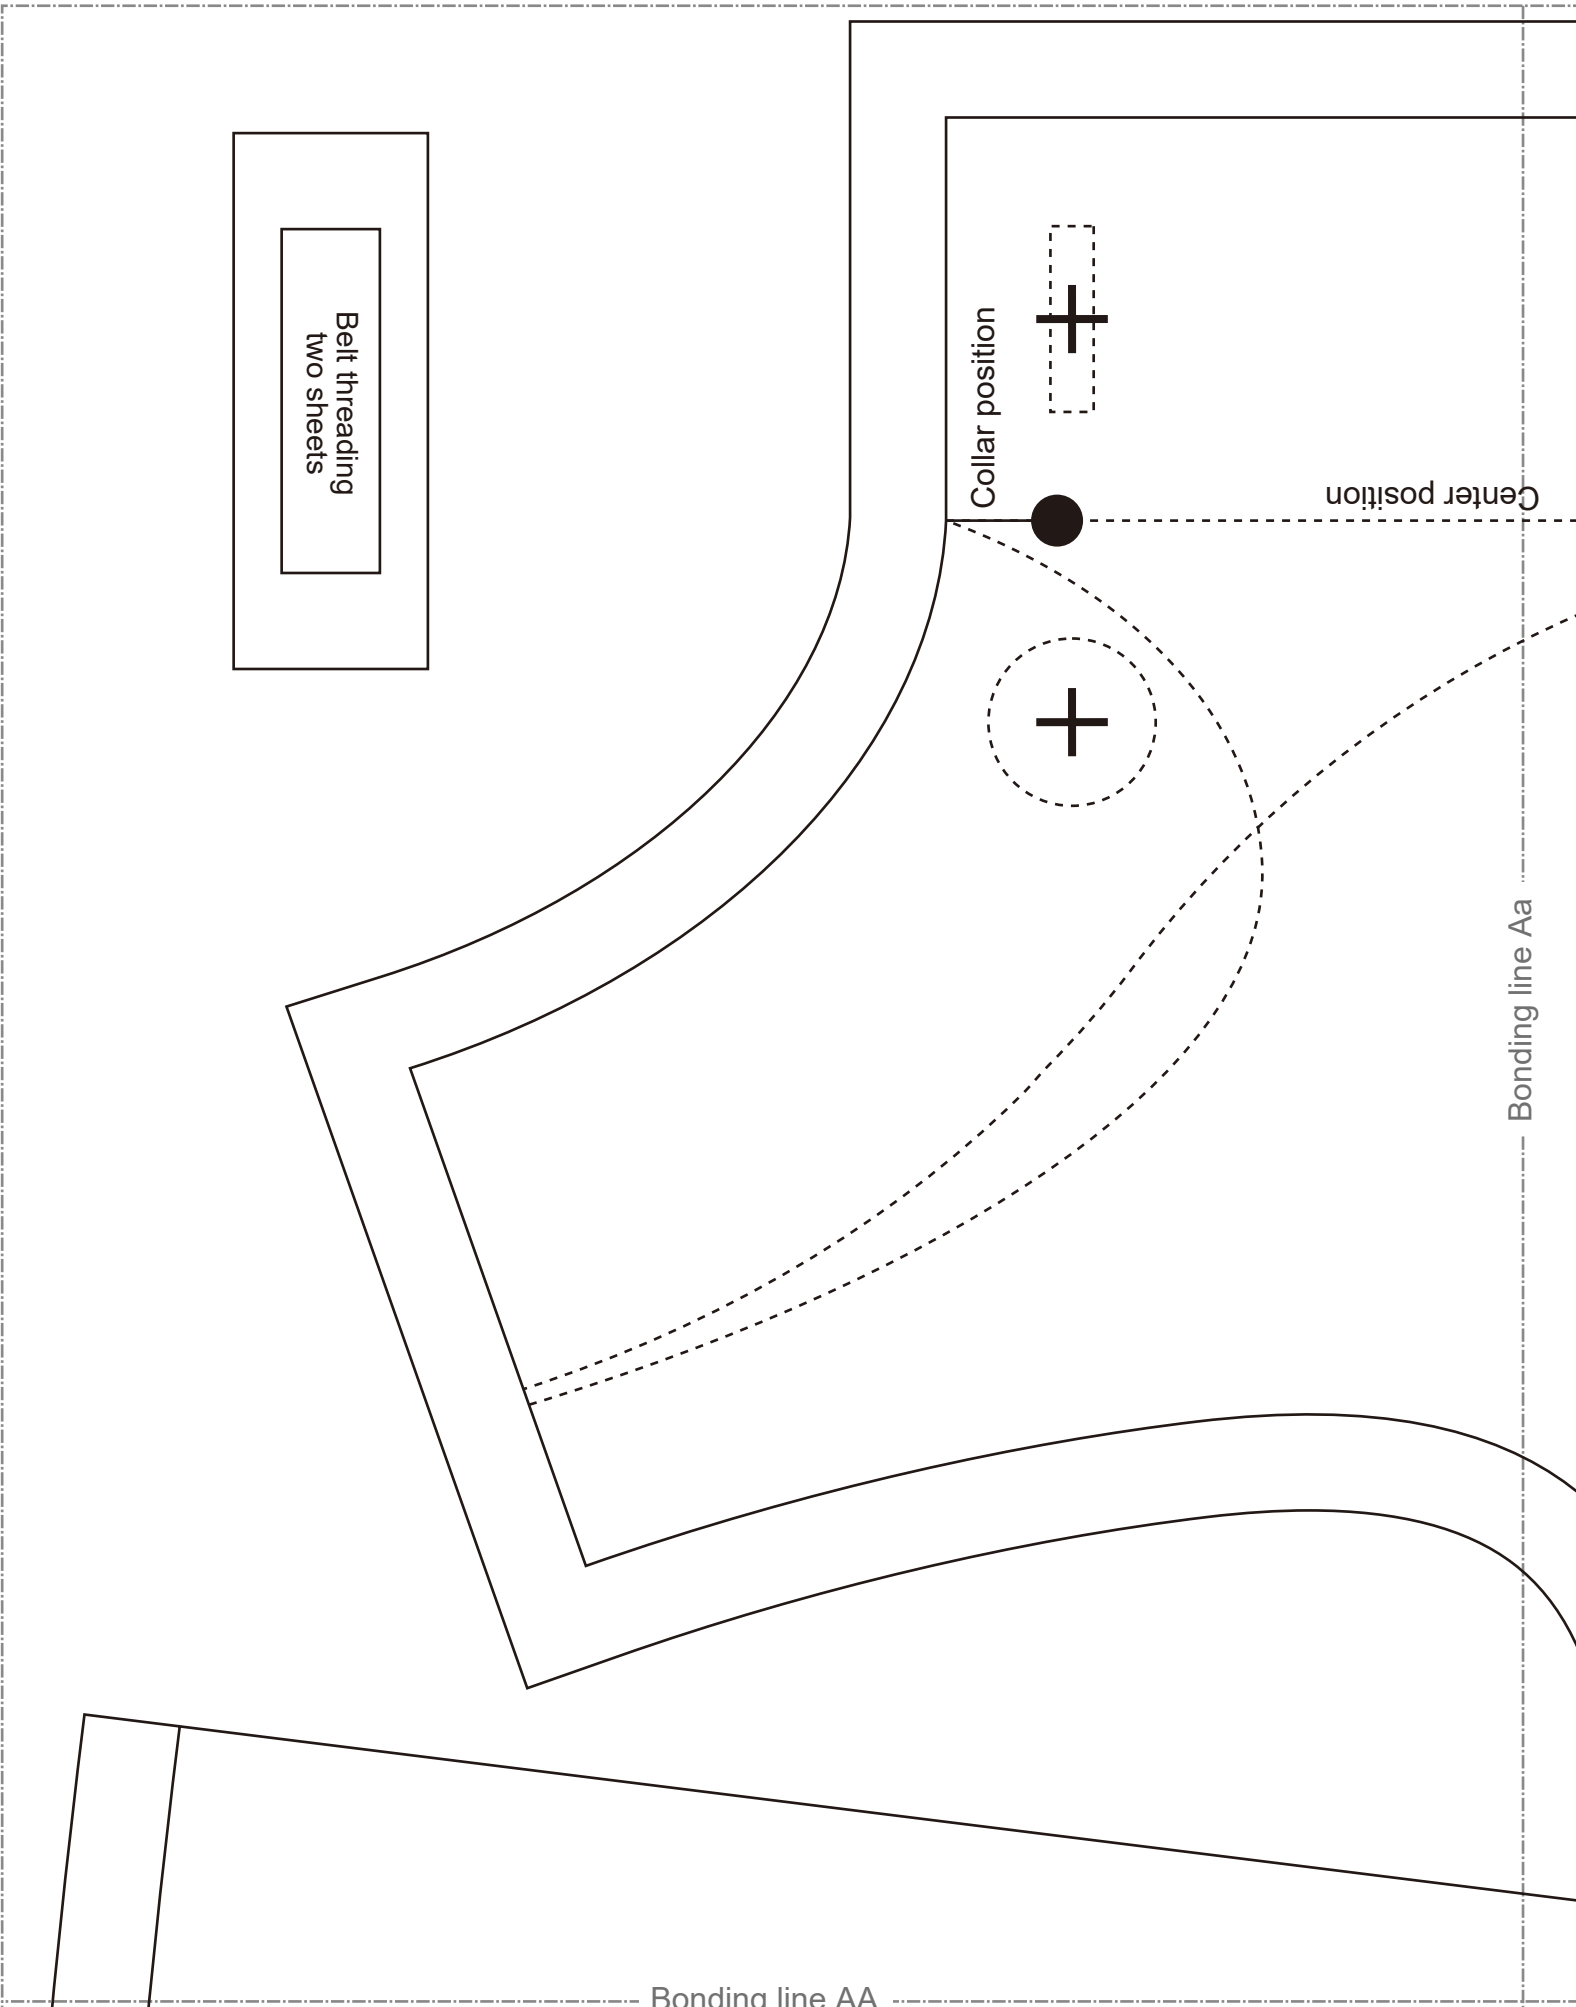 Belt threading
two sheets
Collar position
Center position
Bonding line Aa
Bonding line AA